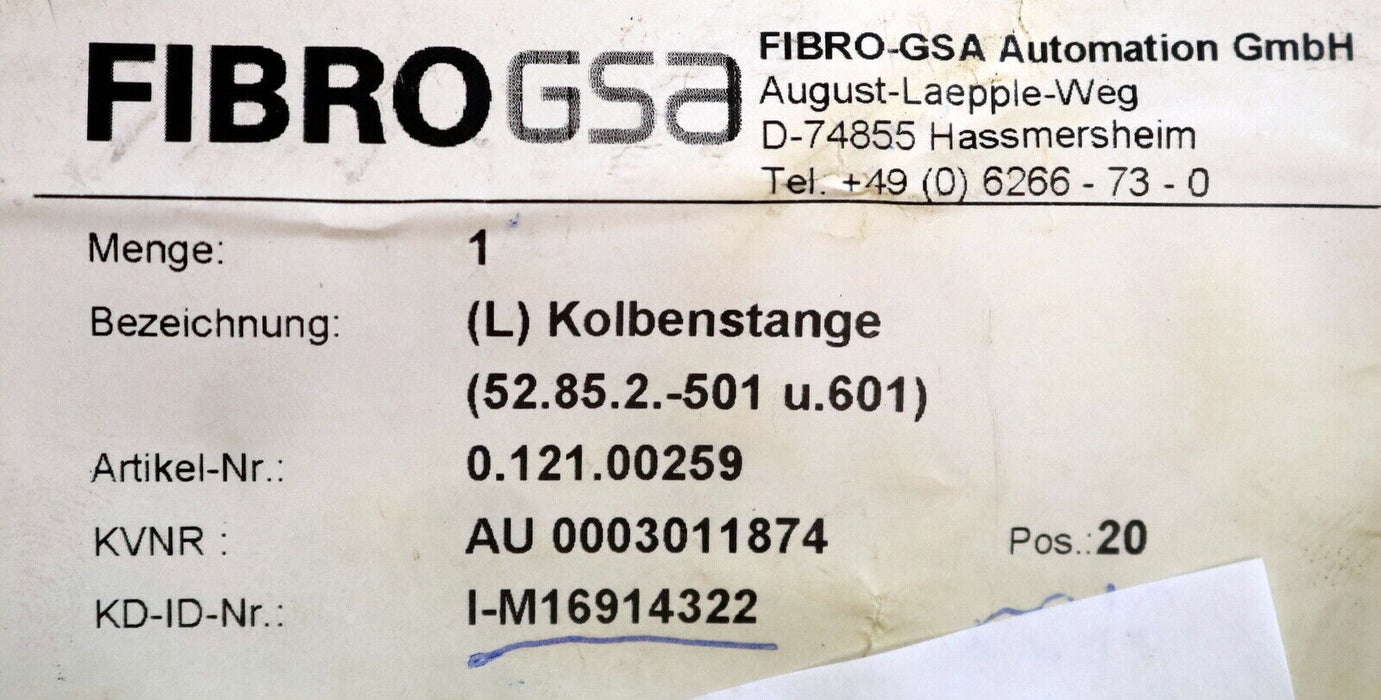 FIBROGSA
FIBRO-GSA Automation GmbH
August-Laepple-Weg
D-74855 Hassmersheim
Tel. +49 (0) 6266 - 73 - 0
Menge: 1
Bezeichnung: (L) Kolbenstange
(52.85.2.-501 u.601)
Artikel-Nr.: 0.121.00259
KVNR : AU 0003011874 Pos.:20
KD-ID-Nr.: I-M16914322